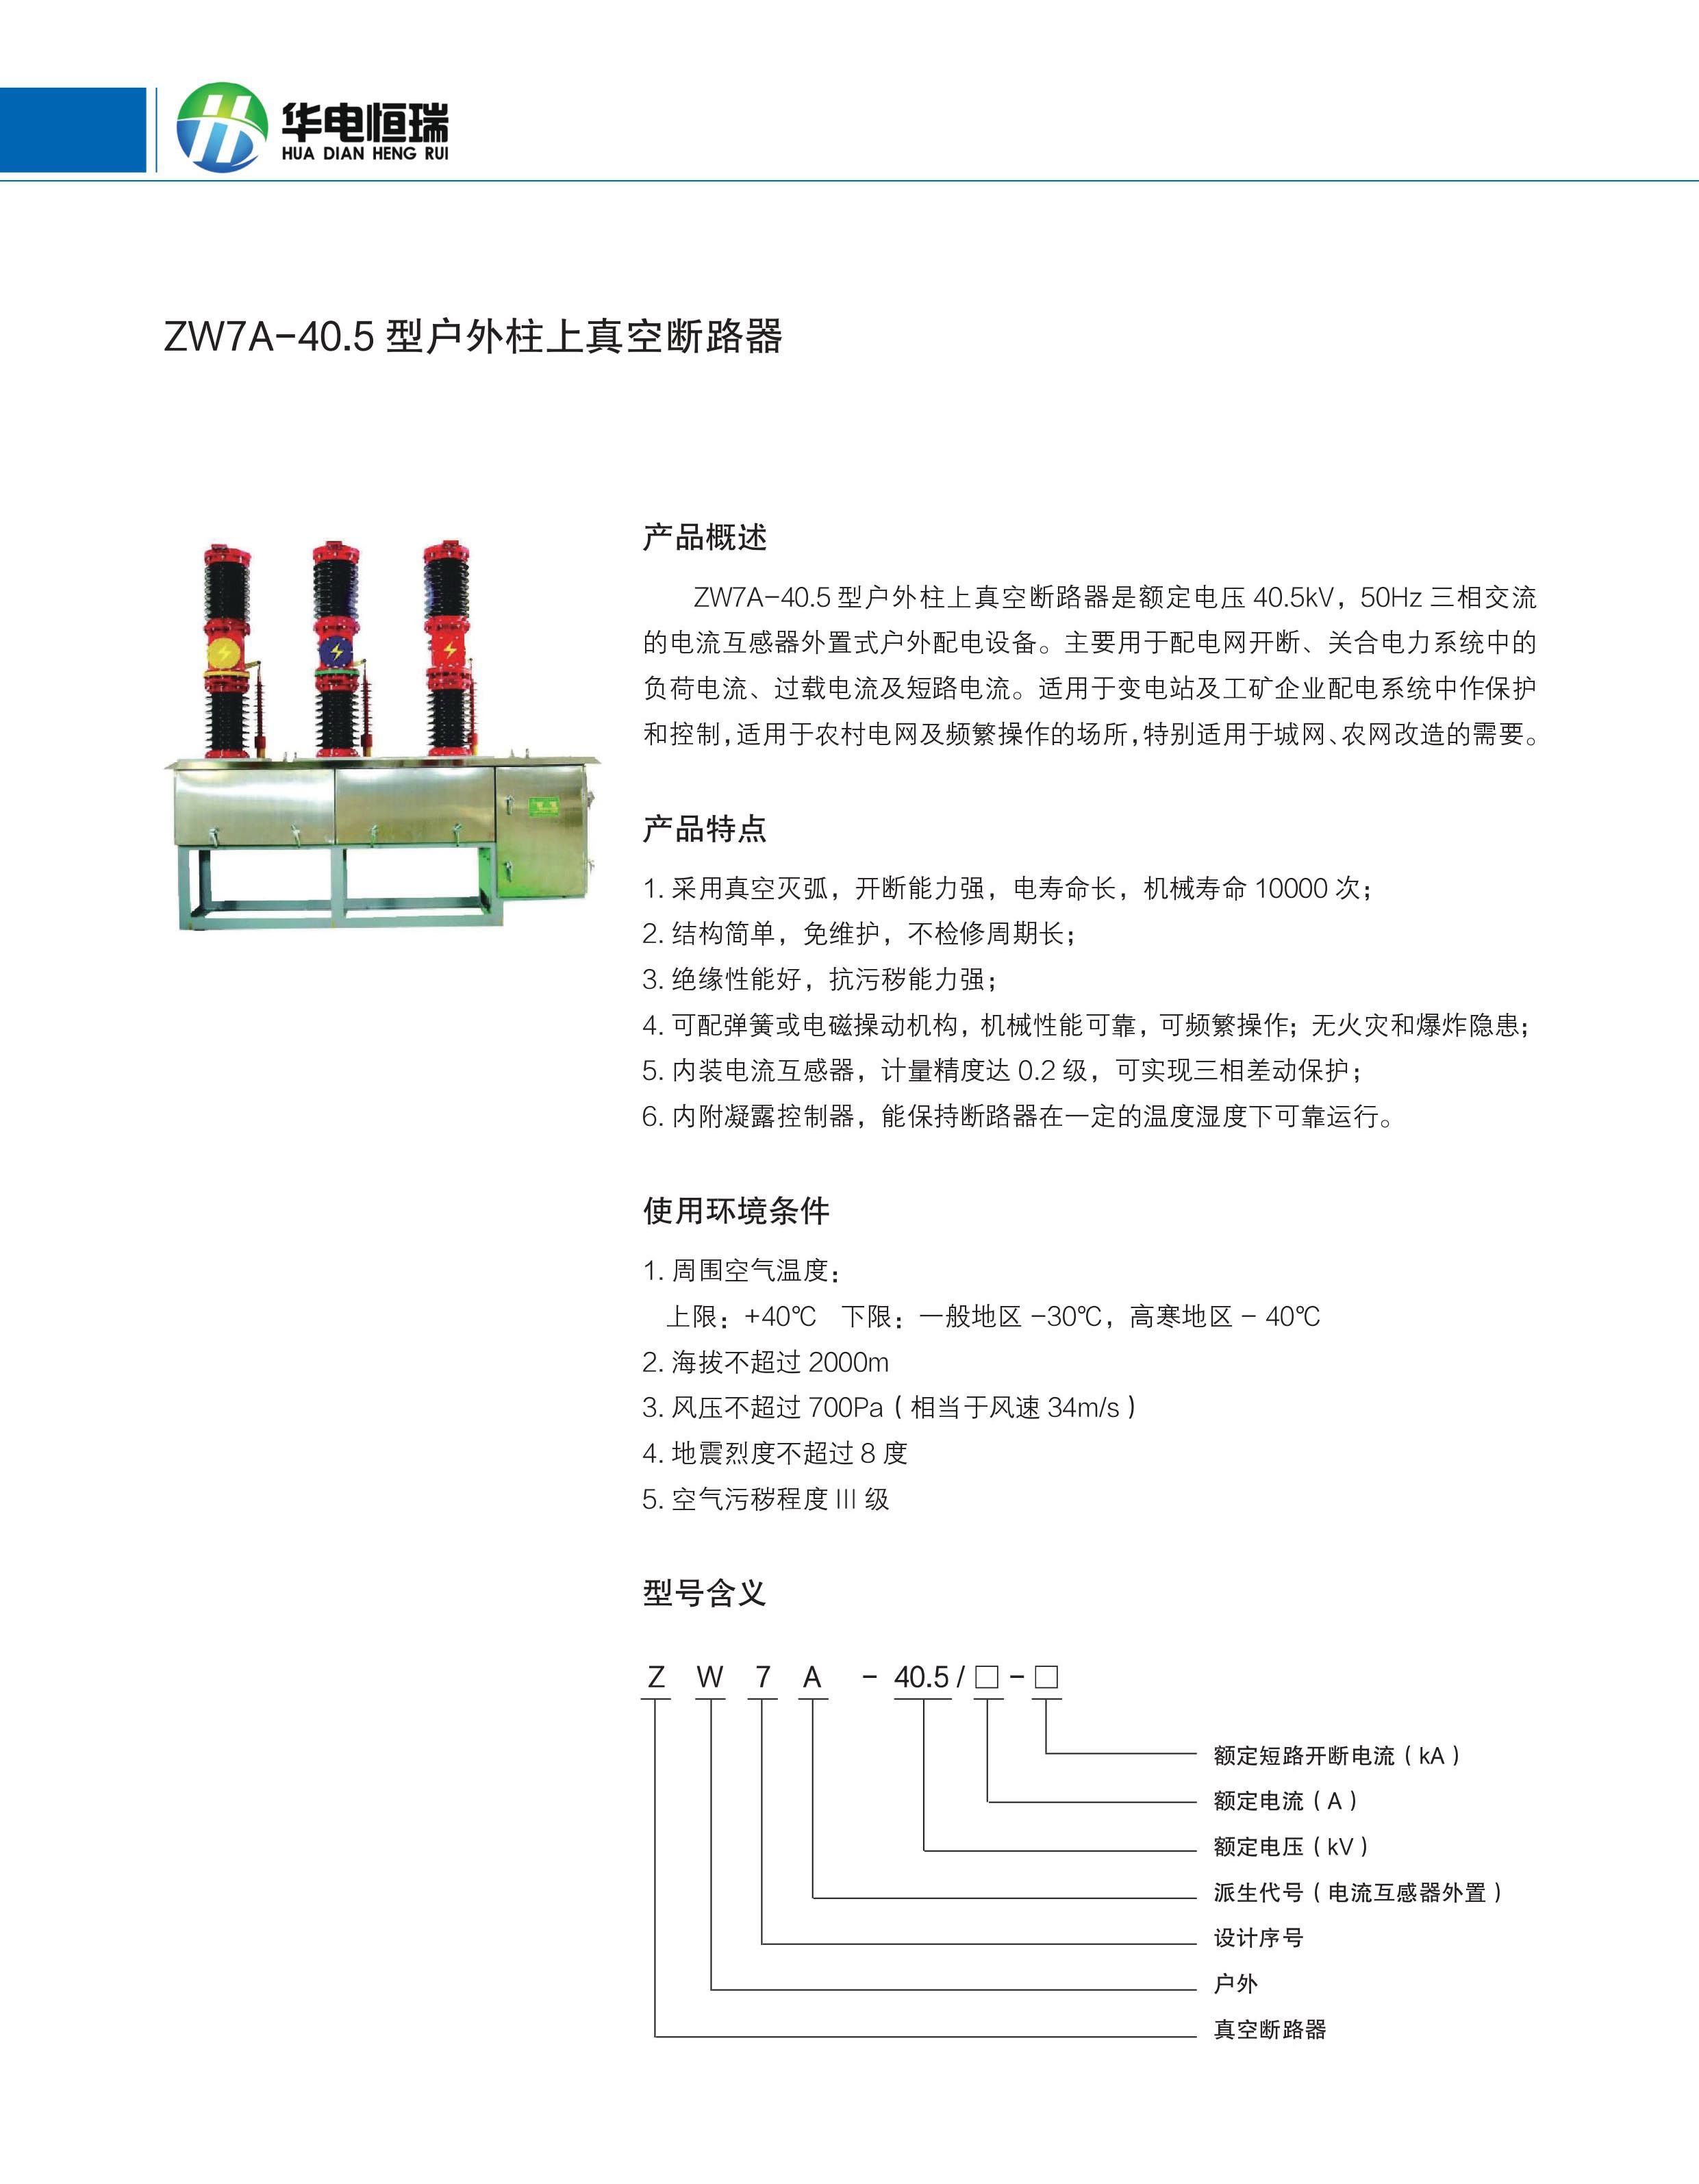 华电恒瑞
HUA DIAN HENG RUI
ZW7A-40.5 型户外柱上真空断路器
产品概述
ZW7A-40.5 型户外柱上真空断路器是额定电压 40.5kV，50Hz 三相交流
的电流互感器外置式户外配电设备。主要用于配电网开断、关合电力系统中的
负荷电流、过载电流及短路电流。适用于变电站及工矿企业配电系统中作保护
和控制，适用于农村电网及频繁操作的场所，特别适用于城网、农网改造的需要。
产品特点
1. 采用真空灭弧，开断能力强，电寿命长，机械寿命 10000 次；
2. 结构简单，免维护，不检修周期长；
3. 绝缘性能好，抗污秽能力强；
4. 可配弹簧或电磁操动机构，机械性能可靠，可频繁操作；无火灾和爆炸隐患；
5. 内装电流互感器，计量精度达 0.2 级，可实现三相差动保护；
6. 内附凝露控制器，能保持断路器在一定的温度湿度下可靠运行。
使用环境条件
1. 周围空气温度：
上限：+40℃ 下限：一般地区 -30℃，高寒地区 - 40℃
2. 海拔不超过 2000m
3. 风压不超过 700Pa（相当于风速 34m/s）
4. 地震烈度不超过 8 度
5. 空气污秽程度 III 级
型号含义
Z W 7 A - 40.5 / □ - □
额定短路开断电流（kA）
额定电流（A）
额定电压（kV）
派生代号（电流互感器外置）
设计序号
户外
真空断路器